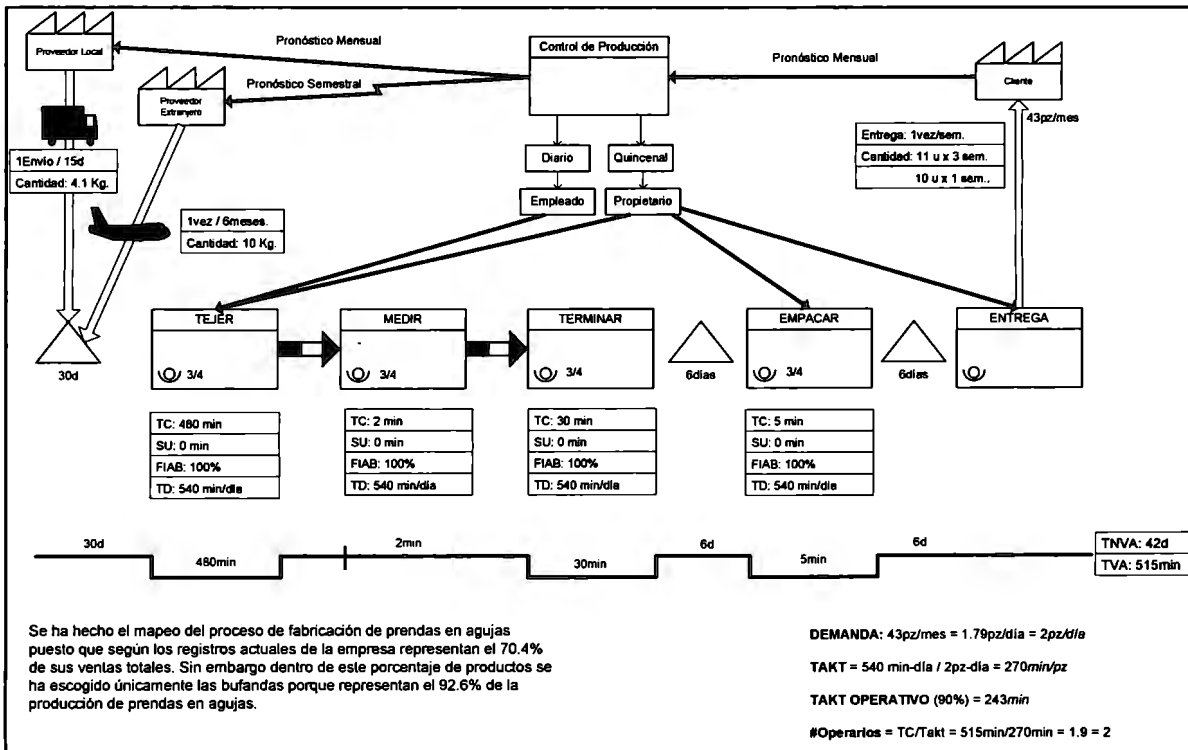 Proveedor Local
Pronóstico Mensual
Control de Producción
Pronóstico Mensual
Cliente
Proveedor
Extranjero
Pronóstico Semestral
43pz/mes
1Envío / 15d
Cantidad: 4.1 Kg.
1vez / 6meses.
Cantidad: 10 Kg.
Diario
Quincenal
Empleado
Propietario
Entrega: 1vez/sem.
Cantidad: 11 u x 3 sem.
10 u x 1 sem..
30d
TEJER
3/4
MEDIR
3/4
TERMINAR
3/4
6días
EMPACAR
3/4
6días
ENTREGA
TC: 480 min
SU: 0 min
FIAB: 100%
TD: 540 min/día
TC: 2 min
SU: 0 min
FIAB: 100%
TD: 540 min/día
TC: 30 min
SU: 0 min
FIAB: 100%
TD: 540 min/día
TC: 5 min
SU: 0 min
FIAB: 100%
TD: 540 min/día
30d
480min
2min
30min
6d
5min
6d
TNVA: 42d
TVA: 515min
Se ha hecho el mapeo del proceso de fabricación de prendas en agujas
puesto que según los registros actuales de la empresa representan el 70.4%
de sus ventas totales. Sin embargo dentro de este porcentaje de productos se
ha escogido únicamente las bufandas porque representan el 92.6% de la
producción de prendas en agujas.
DEMANDA: 43pz/mes = 1.79pz/día = 2pz/día
TAKT = 540 min-día / 2pz-día = 270min/pz
TAKT OPERATIVO (90%) = 243min
#Operarios = TC/Takt = 515min/270min = 1.9 = 2